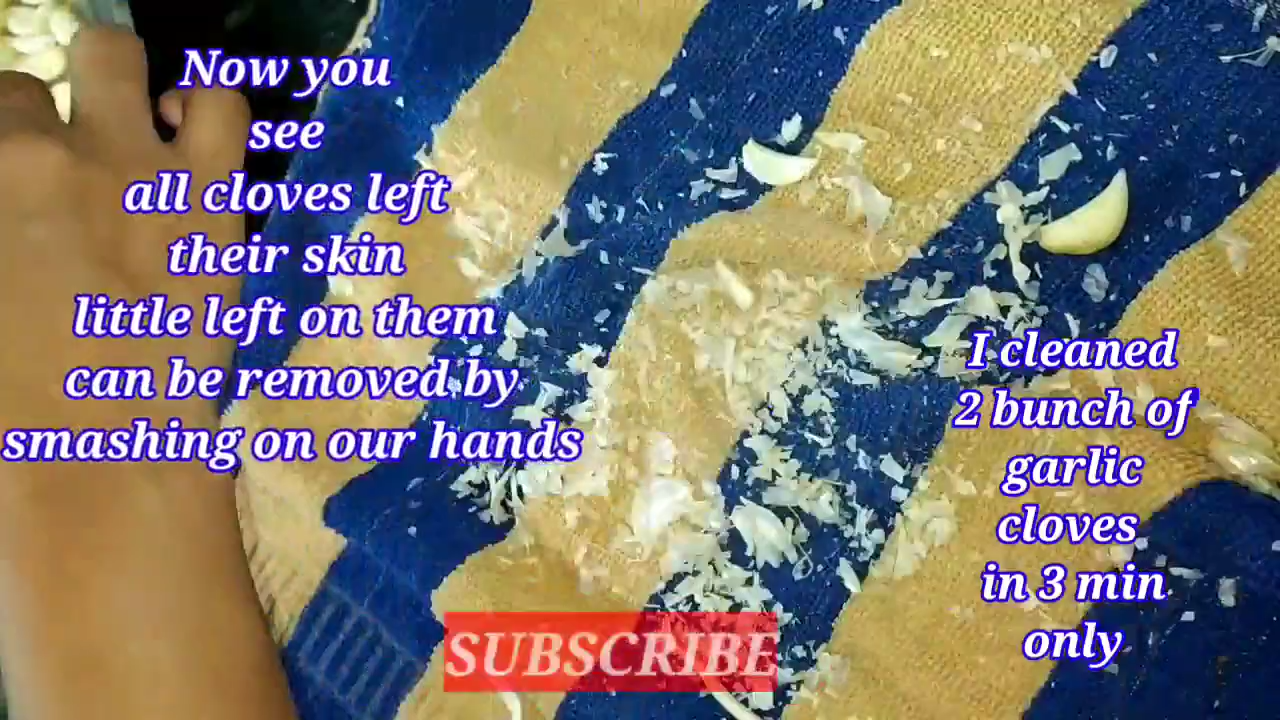 Now you
see
all cloves left
their skin
little left on them
can be removed by
smashing on our hands
I cleaned
2 bunch of
garlic
cloves
in 3 min
only
SUBSCRIBE